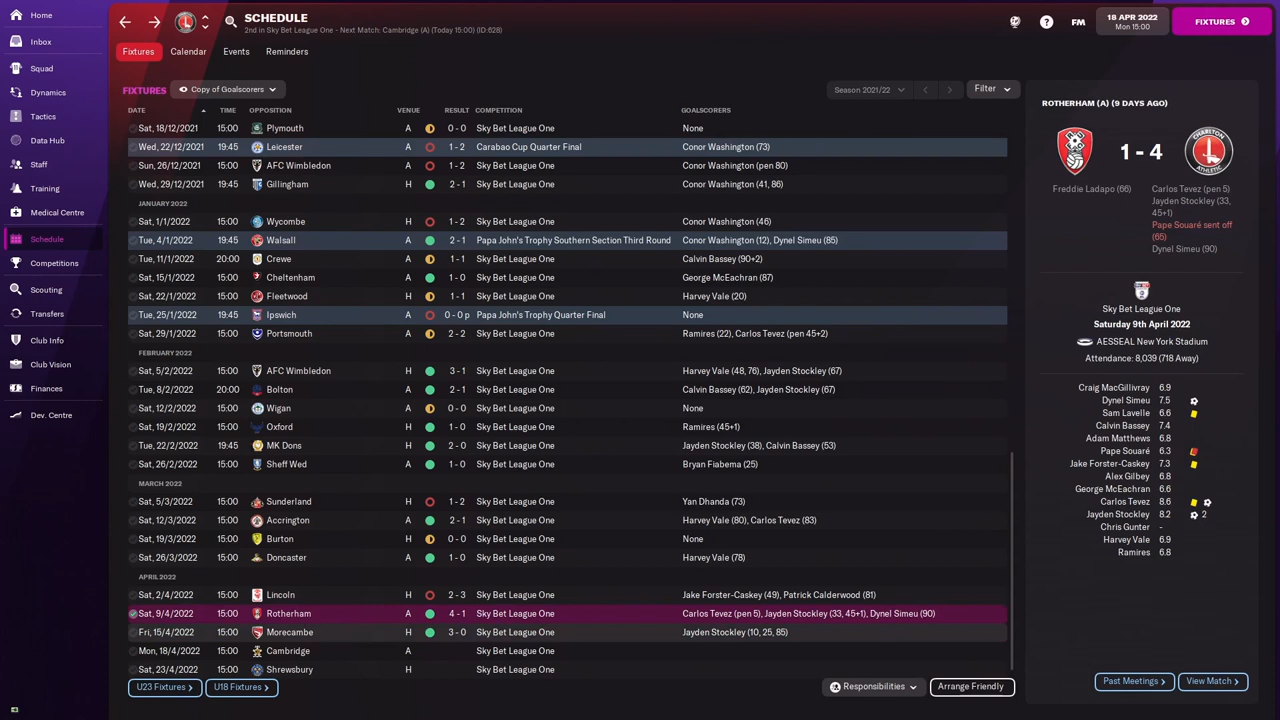 Home
Inbox
Squad
Dynamics
Tactics
Data Hub
Staff
Training
Medical Centre
Schedule
Competitions
Scouting
Transfers
Club Info
Club Vision
Finances
Dev. Centre
SCHEDULE
2nd in Sky Bet League One - Next Match: Cambridge (A) (Today 15:00) (ID:628)
FM
18 APR 2022
Mon 15:00
FIXTURES
Fixtures Calendar Events Reminders
FIXTURES Copy of Goalscorers
Season 2021/22
Filter
DATE TIME OPPOSITION VENUE RESULT COMPETITION GOALSCORERS
Sat, 18/12/2021 15:00 Plymouth A 0 - 0 Sky Bet League One None
Wed, 22/12/2021 19:45 Leicester A 1 - 2 Carabao Cup Quarter Final Conor Washington (73)
Sun, 26/12/2021 15:00 AFC Wimbledon A 1 - 2 Sky Bet League One Conor Washington (pen 80)
Wed, 29/12/2021 19:45 Gillingham H 2 - 1 Sky Bet League One Conor Washington (41, 86)
JANUARY 2022
Sat, 1/1/2022 15:00 Wycombe H 1 - 2 Sky Bet League One Conor Washington (46)
Tue, 4/1/2022 19:45 Walsall A 2 - 1 Papa John's Trophy Southern Section Third Round Conor Washington (12), Dynel Simeu (85)
Tue, 11/1/2022 20:00 Crewe A 1 - 1 Sky Bet League One Calvin Bassey (90+2)
Sat, 15/1/2022 15:00 Cheltenham A 1 - 0 Sky Bet League One George McEachran (87)
Sat, 22/1/2022 15:00 Fleetwood H 1 - 1 Sky Bet League One Harvey Vale (20)
Tue, 25/1/2022 19:45 Ipswich A 0 - 0 p Papa John's Trophy Quarter Final None
Sat, 29/1/2022 15:00 Portsmouth A 2 - 2 Sky Bet League One Ramires (22), Carlos Tevez (pen 45+2)
FEBRUARY 2022
Sat, 5/2/2022 15:00 AFC Wimbledon H 3 - 1 Sky Bet League One Harvey Vale (48, 76), Jayden Stockley (67)
Tue, 8/2/2022 20:00 Bolton A 2 - 1 Sky Bet League One Calvin Bassey (62), Jayden Stockley (67)
Sat, 12/2/2022 15:00 Wigan A 0 - 0 Sky Bet League One None
Sat, 19/2/2022 15:00 Oxford H 1 - 0 Sky Bet League One Ramires (45+1)
Tue, 22/2/2022 19:45 MK Dons H 2 - 0 Sky Bet League One Jayden Stockley (38), Calvin Bassey (53)
Sat, 26/2/2022 15:00 Sheff Wed A 1 - 0 Sky Bet League One Bryan Fiabema (25)
MARCH 2022
Sat, 5/3/2022 15:00 Sunderland H 1 - 2 Sky Bet League One Yan Dhanda (73)
Sat, 12/3/2022 15:00 Accrington A 2 - 1 Sky Bet League One Harvey Vale (80), Carlos Tevez (83)
Sat, 19/3/2022 15:00 Burton H 0 - 0 Sky Bet League One None
Sat, 26/3/2022 15:00 Doncaster A 1 - 0 Sky Bet League One Harvey Vale (78)
APRIL 2022
Sat, 2/4/2022 15:00 Lincoln H 2 - 3 Sky Bet League One Jake Forster-Caskey (49), Patrick Calderwood (81)
Sat, 9/4/2022 15:00 Rotherham A 4 - 1 Sky Bet League One Carlos Tevez (pen 5), Jayden Stockley (33, 45+1), Dynel Simeu (90)
Fri, 15/4/2022 15:00 Morecambe H 3 - 0 Sky Bet League One Jayden Stockley (10, 25, 85)
Mon, 18/4/2022 15:00 Cambridge A Sky Bet League One
Sat, 23/4/2022 15:00 Shrewsbury H Sky Bet League One
U23 Fixtures U18 Fixtures Responsibilities Arrange Friendly
ROTHERHAM (A) (9 DAYS AGO)
1 - 4
Freddie Ladapo (66)
Carlos Tevez (pen 5)
Jayden Stockley (33,
45+1)
Pape Souaré sent off
(65)
Dynel Simeu (90)
Sky Bet League One
Saturday 9th April 2022
AESSEAL New York Stadium
Attendance: 8,039 (718 Away)
Craig MacGillivray 6.9
Dynel Simeu 7.5
Sam Lavelle 6.6
Calvin Bassey 7.4
Adam Matthews 6.8
Pape Souaré 6.3
Jake Forster-Caskey 7.3
Alex Gilbey 6.8
George McEachran 6.6
Carlos Tevez 8.6
Jayden Stockley 8.2 2
Chris Gunter -
Harvey Vale 6.9
Ramires 6.8
Past Meetings View Match